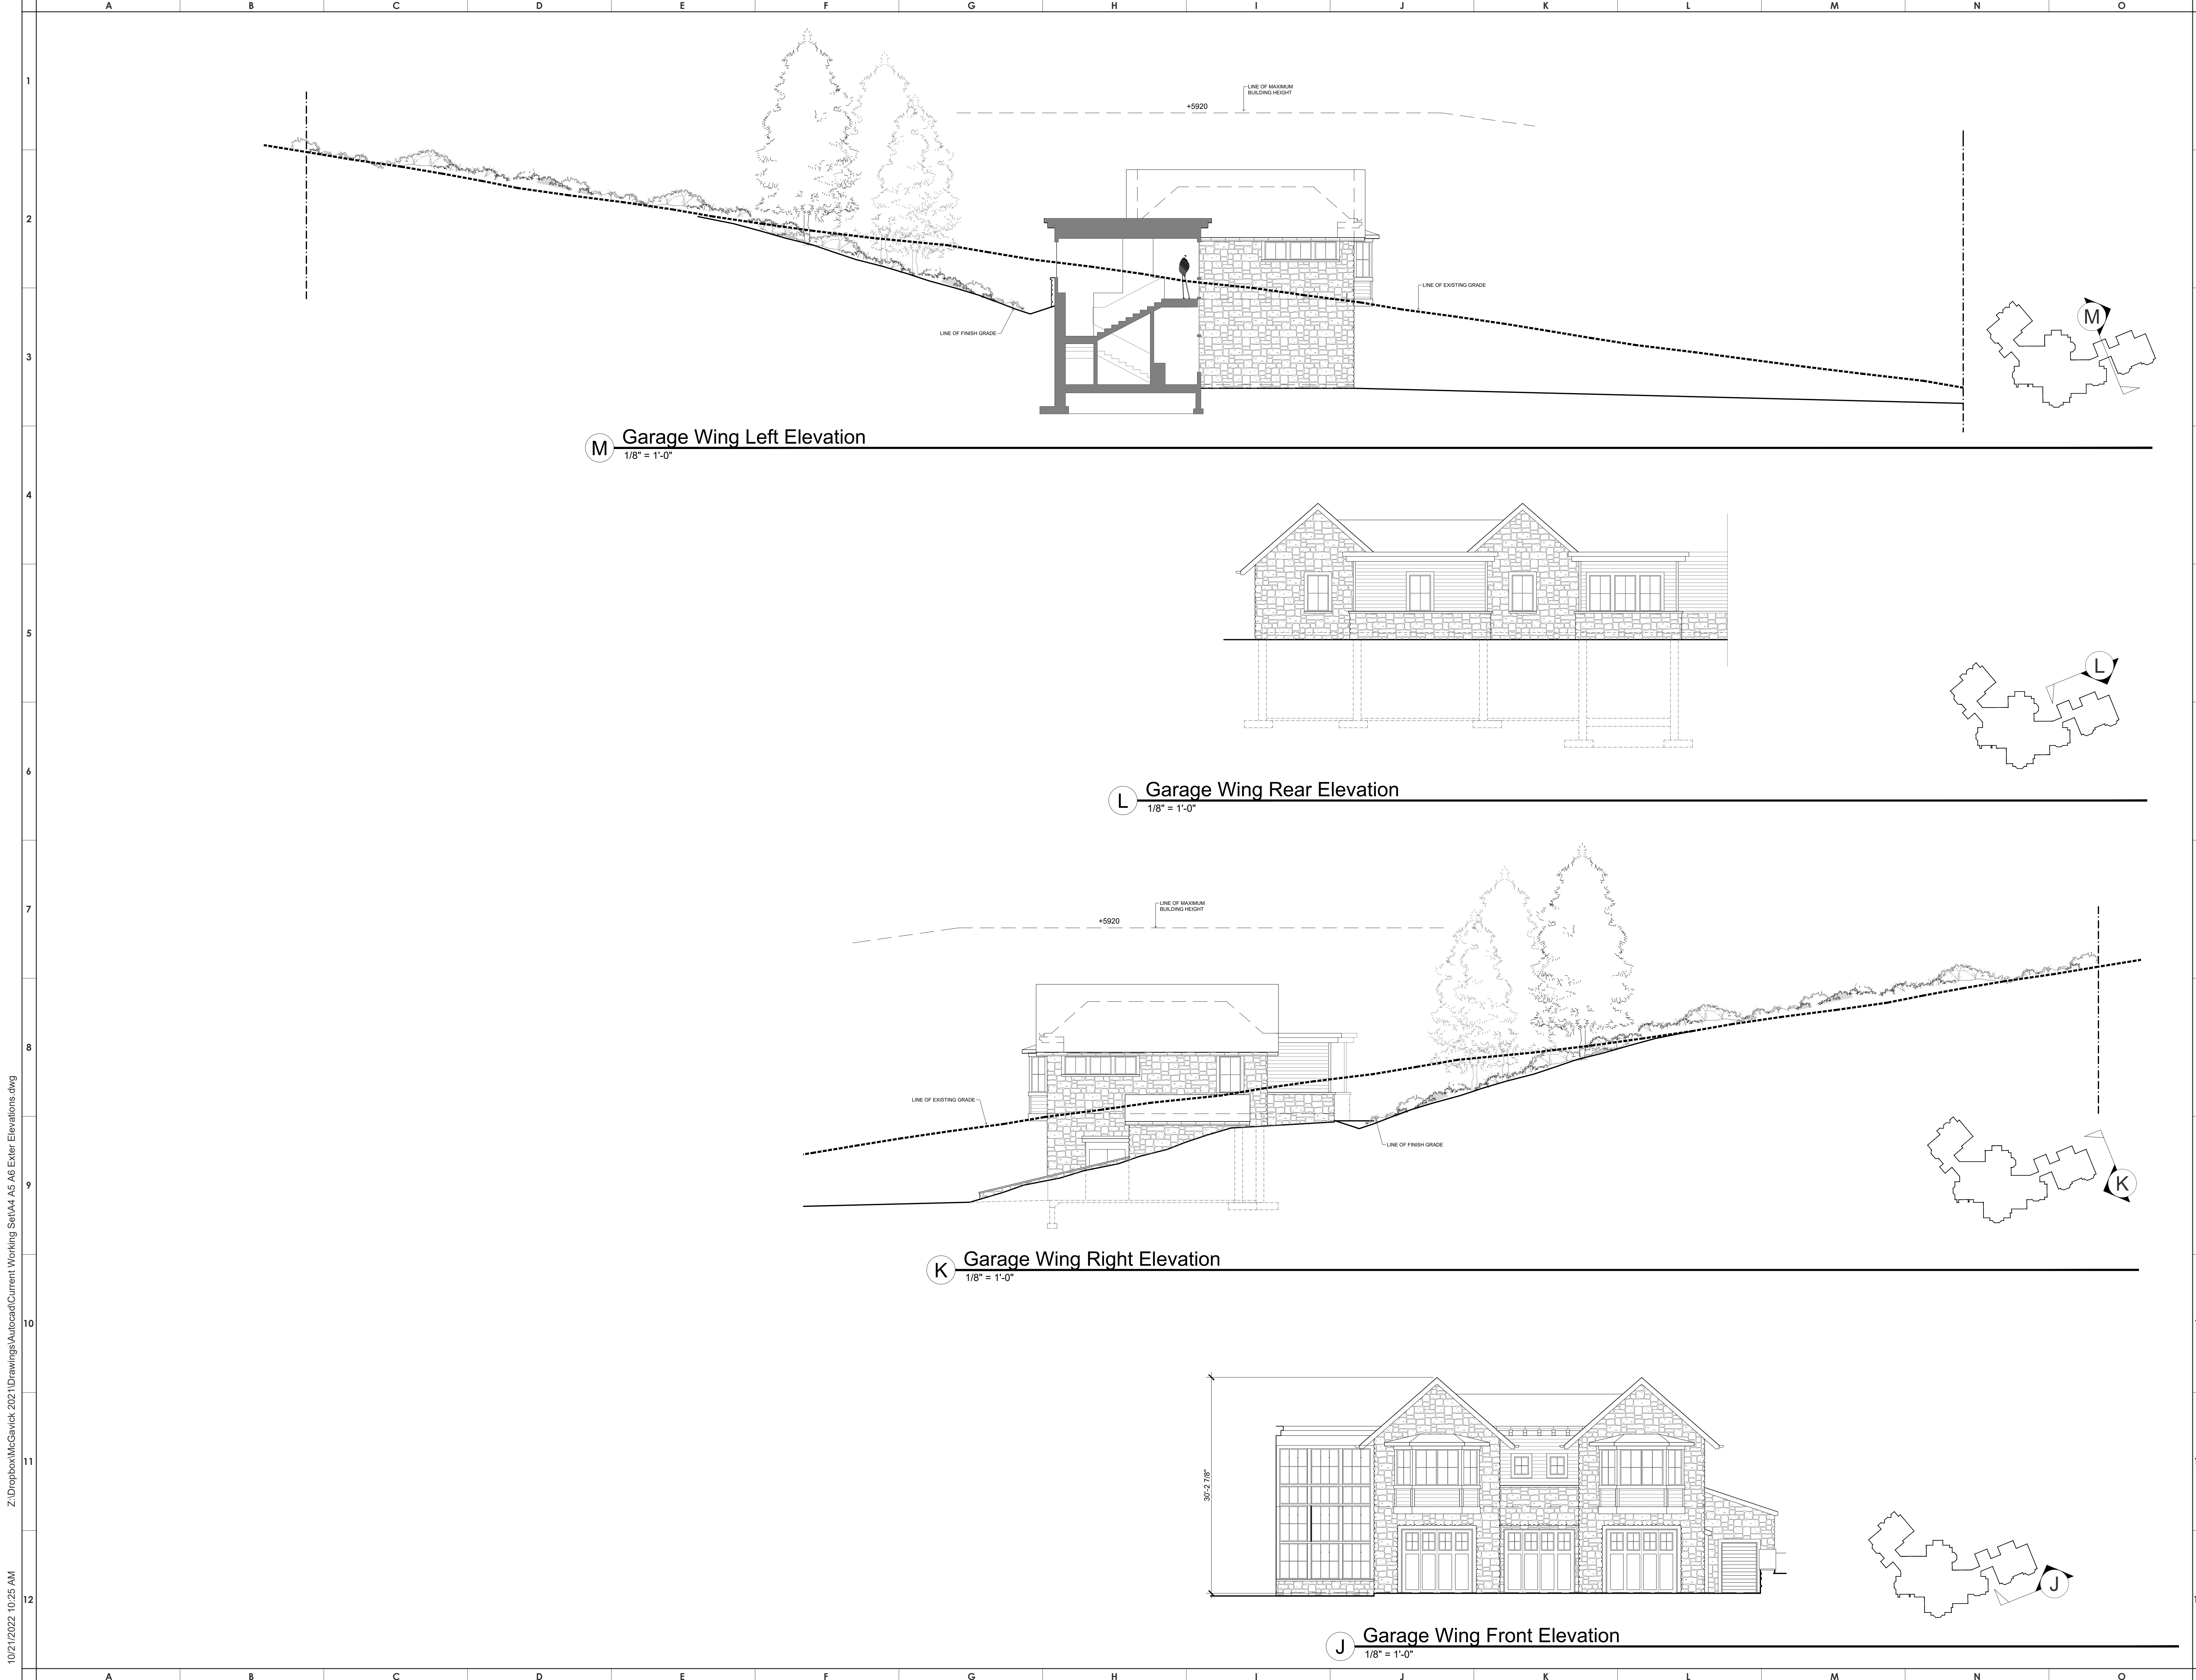 A B C D E F G H I J K L M N O
1
LINE OF MAXIMUM
BUILDING HEIGHT
+5920
2
LINE OF EXISTING GRADE
M
LINE OF FINISH GRADE
3
M Garage Wing Left Elevation
1/8" = 1'-0"
4
5
L
6
L Garage Wing Rear Elevation
1/8" = 1'-0"
7
LINE OF MAXIMUM
BUILDING HEIGHT
+5920
8
LINE OF EXISTING GRADE
LINE OF FINISH GRADE
9
K
K Garage Wing Right Elevation
1/8" = 1'-0"
10
11
30'-2 7/8"
J
12
J Garage Wing Front Elevation
1/8" = 1'-0"
A B C D E F G H I J K L M N O
10/21/2022 10:25 AM Z:\Dropbox\McGavick 2021\Drawings\Autocad\Current Working Set\A4 A5 A6 Exter Elevations.dwg